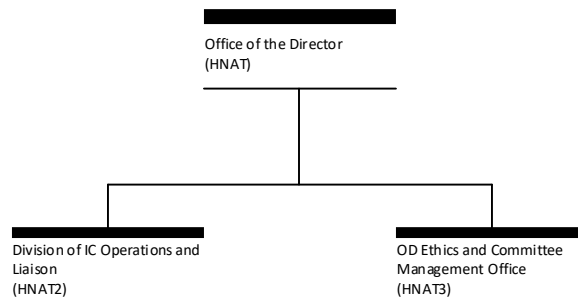 Office of the Director
(HNAT)
Division of IC Operations and
Liaison
(HNAT2)
OD Ethics and Committee
Management Office
(HNAT3)